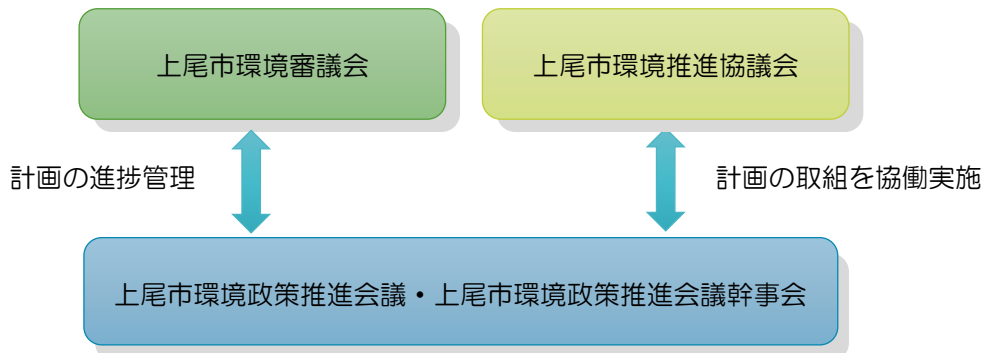 上尾市環境審議会
上尾市環境推進協議会
計画の進捗管理
計画の取組を協働実施
上尾市環境政策推進会議・上尾市環境政策推進会議幹事会